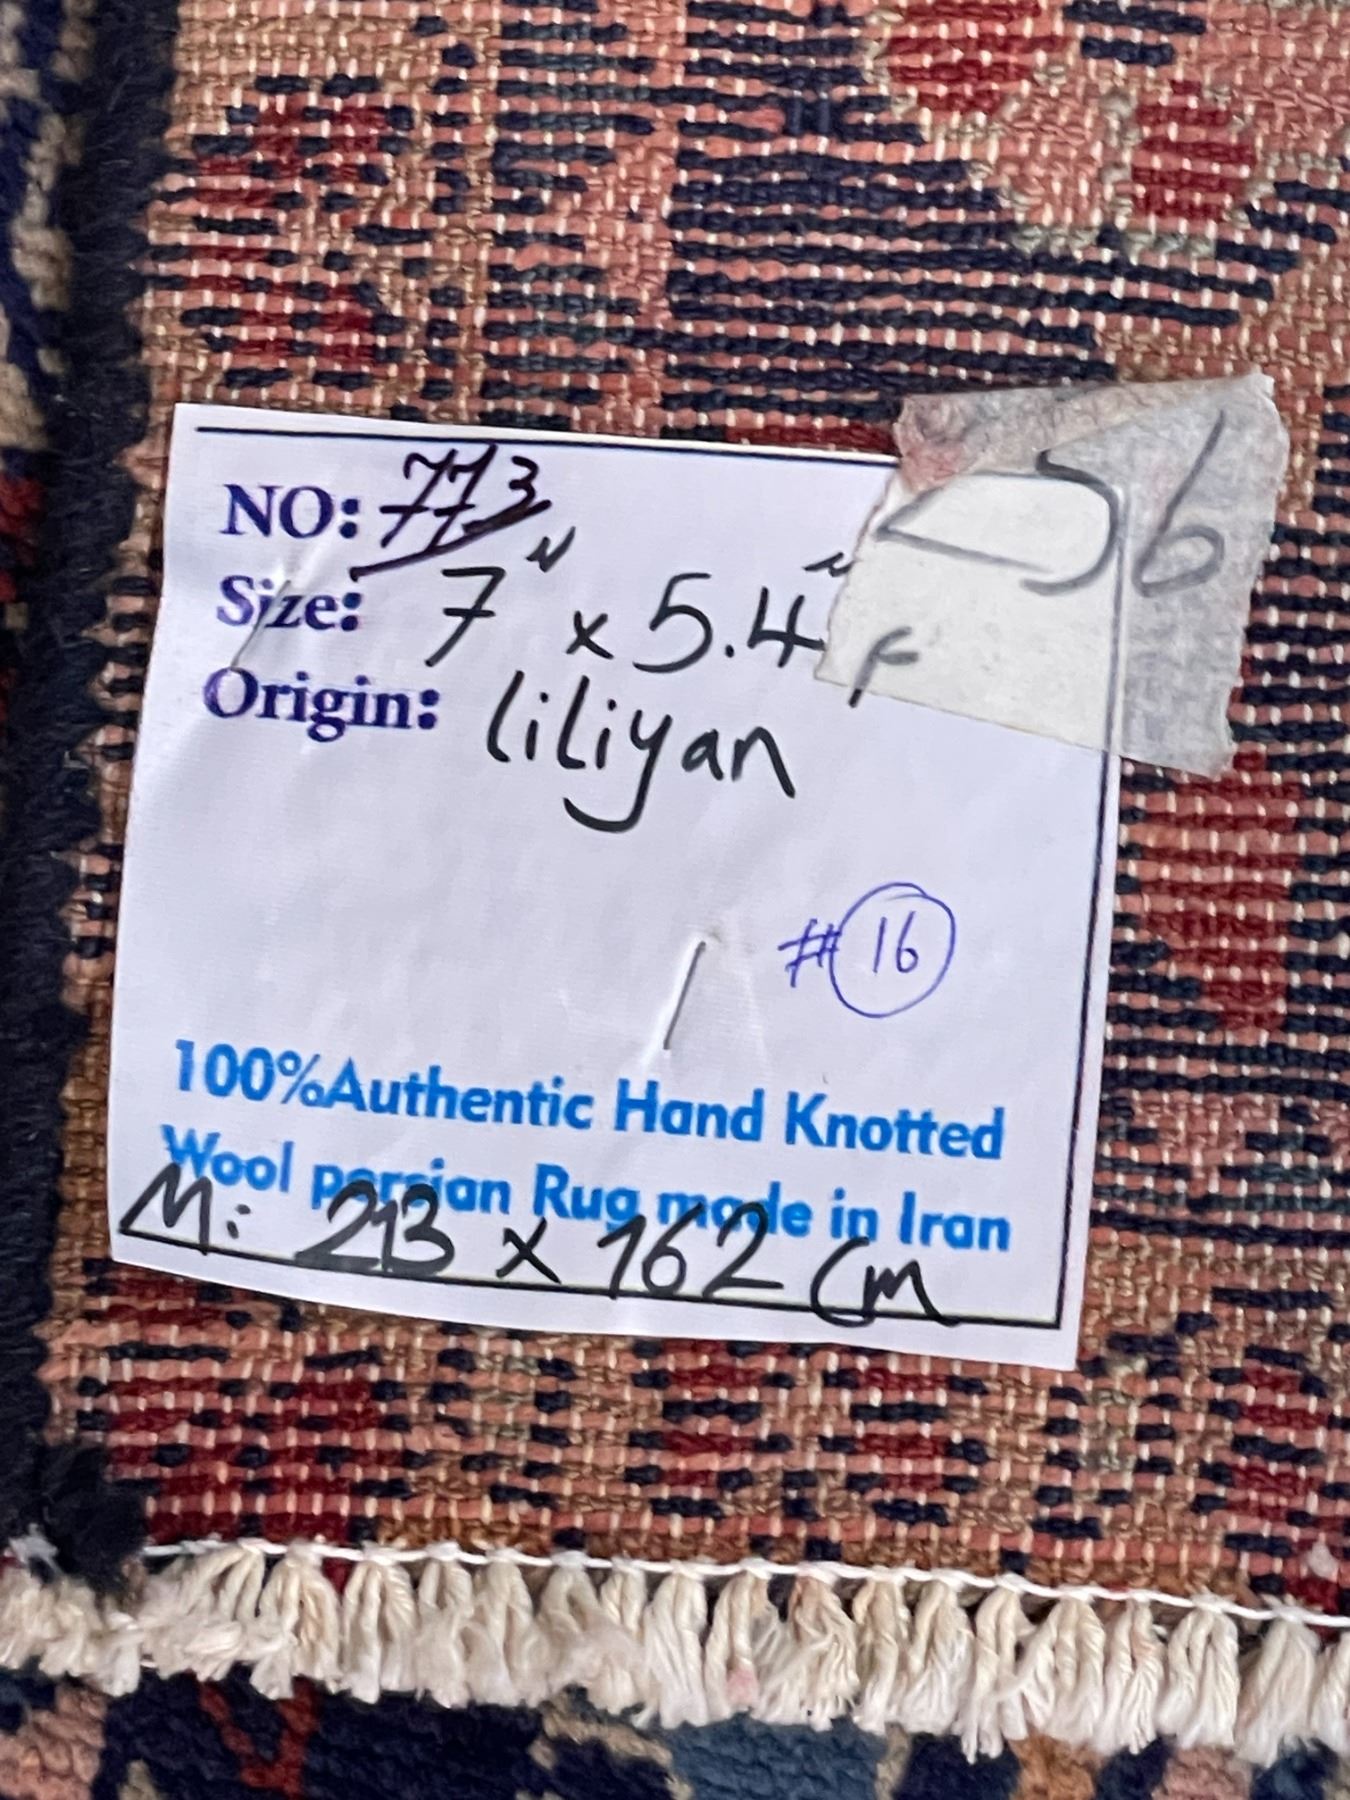 NO: 773
Size: 7" x 5.4"
Origin: liliyan
# 16
100%Authentic Hand Knotted
Wool persian Rug made in Iran
M: 213 x 162 Cm